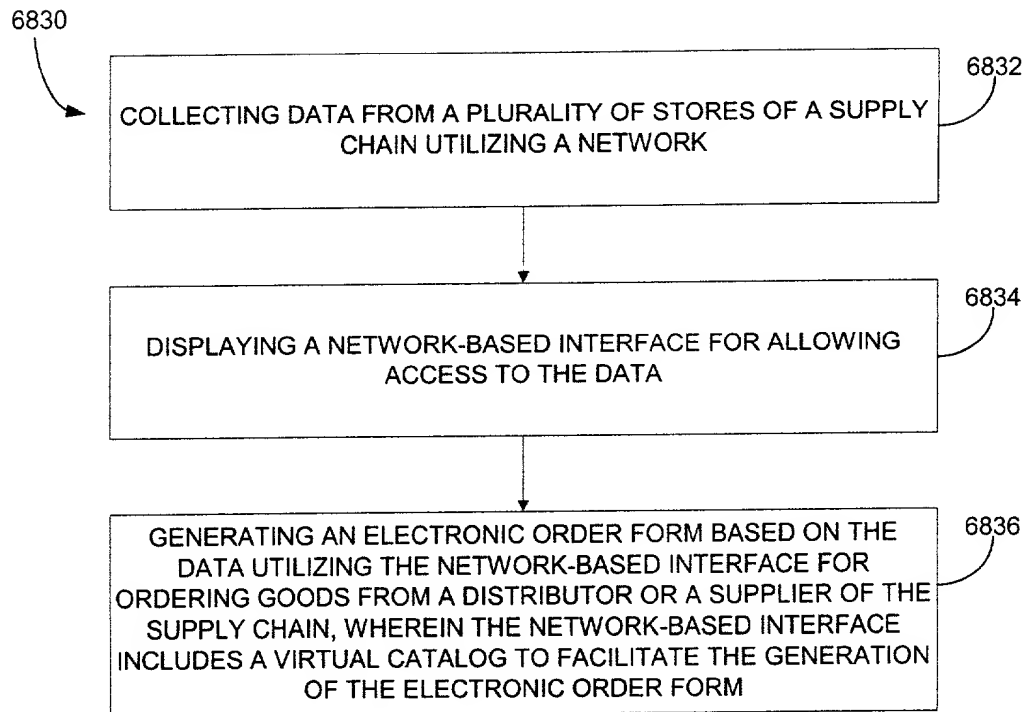 6830
6832
COLLECTING DATA FROM A PLURALITY OF STORES OF A SUPPLY
CHAIN UTILIZING A NETWORK
6834
DISPLAYING A NETWORK-BASED INTERFACE FOR ALLOWING
ACCESS TO THE DATA
6836
GENERATING AN ELECTRONIC ORDER FORM BASED ON THE
DATA UTILIZING THE NETWORK-BASED INTERFACE FOR
ORDERING GOODS FROM A DISTRIBUTOR OR A SUPPLIER OF THE
SUPPLY CHAIN, WHEREIN THE NETWORK-BASED INTERFACE
INCLUDES A VIRTUAL CATALOG TO FACILITATE THE GENERATION
OF THE ELECTRONIC ORDER FORM